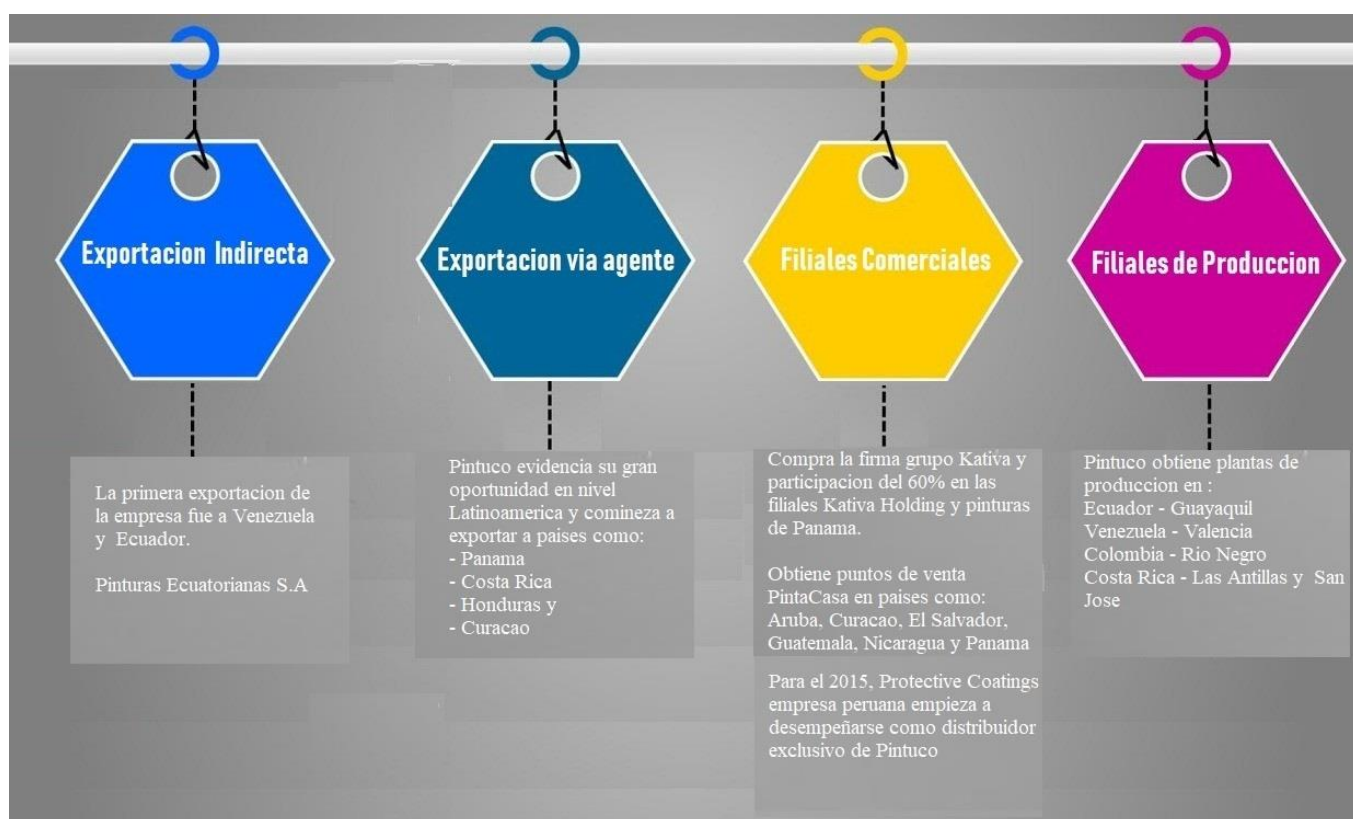 Exportacion Indirecta
La primera exportacion de
la empresa fue a Venezuela
y Ecuador.
Pinturas Ecuatorianas S.A
Exportacion via agente
Pintuco evidencia su gran
oportunidad en nivel
Latinoamerica y comineza a
exportar a paises como:
- Panama
- Costa Rica
- Honduras y
- Curacao
Filiales Comerciales
Compra la firma grupo Kativa y
participacion del 60% en las
filiales Kativa Holding y pinturas
de Panama.
Obtiene puntos de venta
PintaCasa en paises como:
Aruba, Curacao, El Salvador,
Guatemala, Nicaragua y Panama
Para el 2015, Protective Coatings
empresa peruana empieza a
desempeñarse como distribuidor
exclusivo de Pintuco
Filiales de Produccion
Pintuco obtiene plantas de
produccion en :
Ecuador - Guayaquil
Venezuela - Valencia
Colombia - Rio Negro
Costa Rica - Las Antillas y San
Jose